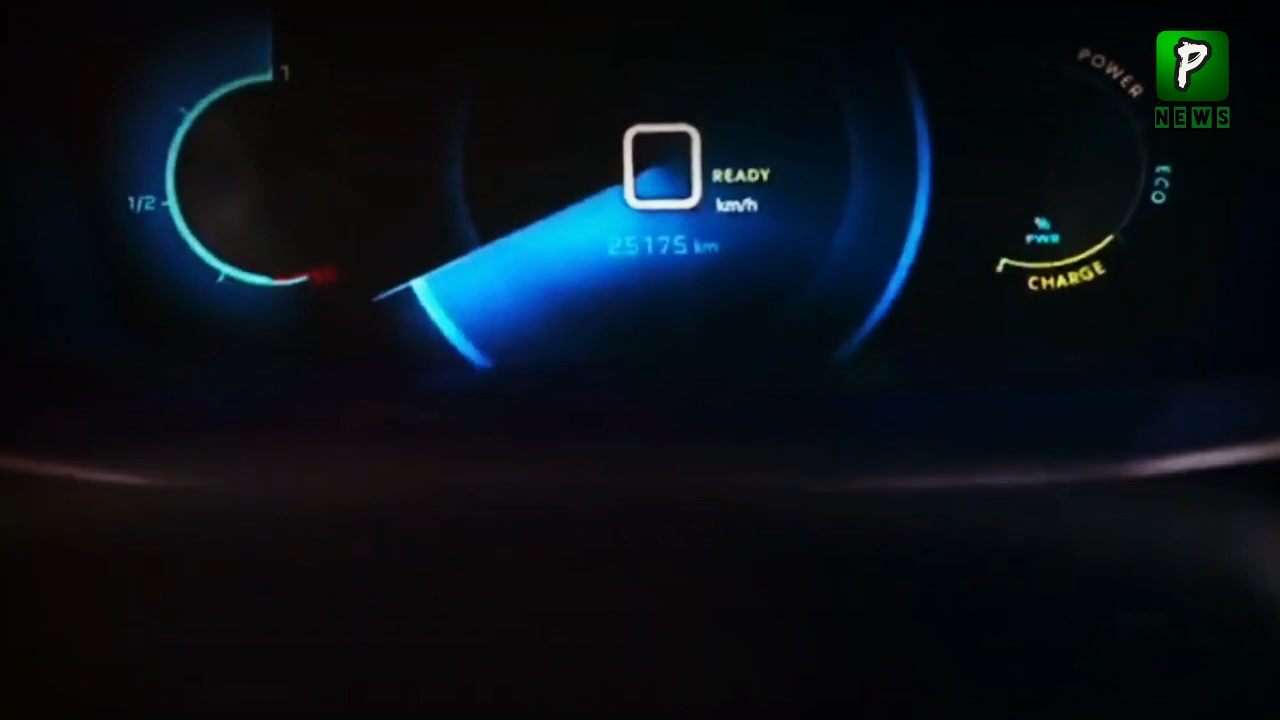 1
1/2
READY
km/h
25175 km
POWER
ECO
%
PWR
CHARGE
P
NEWS